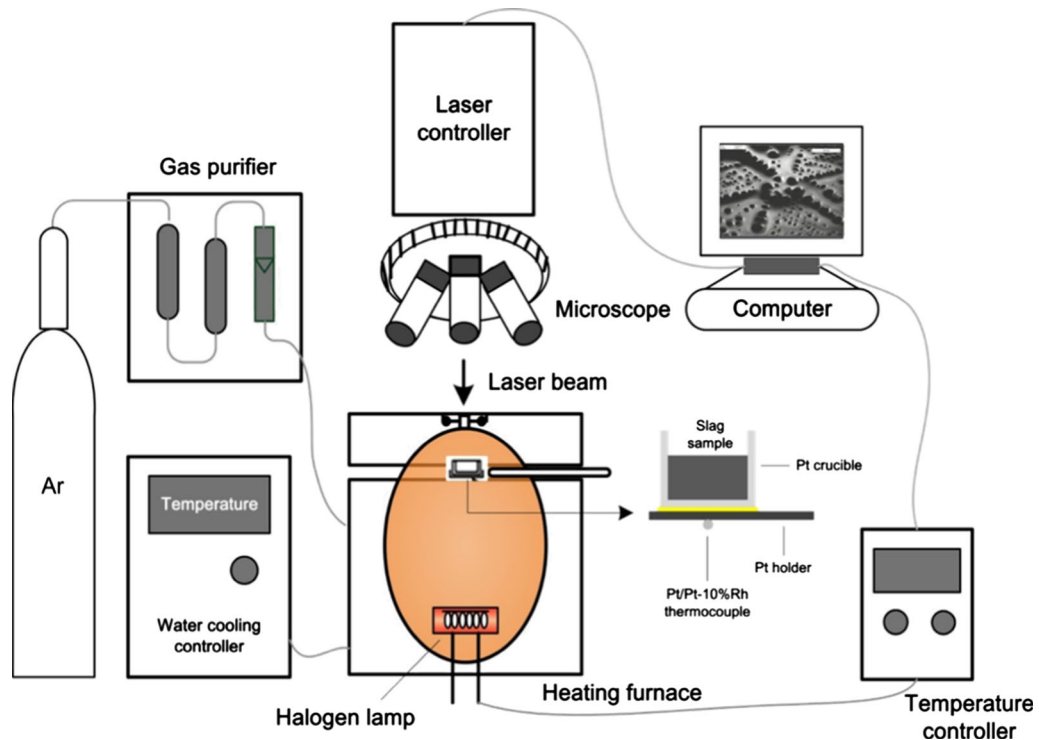 Laser
controller
Gas purifier
Microscope
Computer
Laser beam
Ar
Temperature
Water cooling
controller
Slag
sample
Pt crucible
Pt holder
Pt/Pt-10%Rh
thermocouple
Heating furnace
Halogen lamp
Temperature
controller